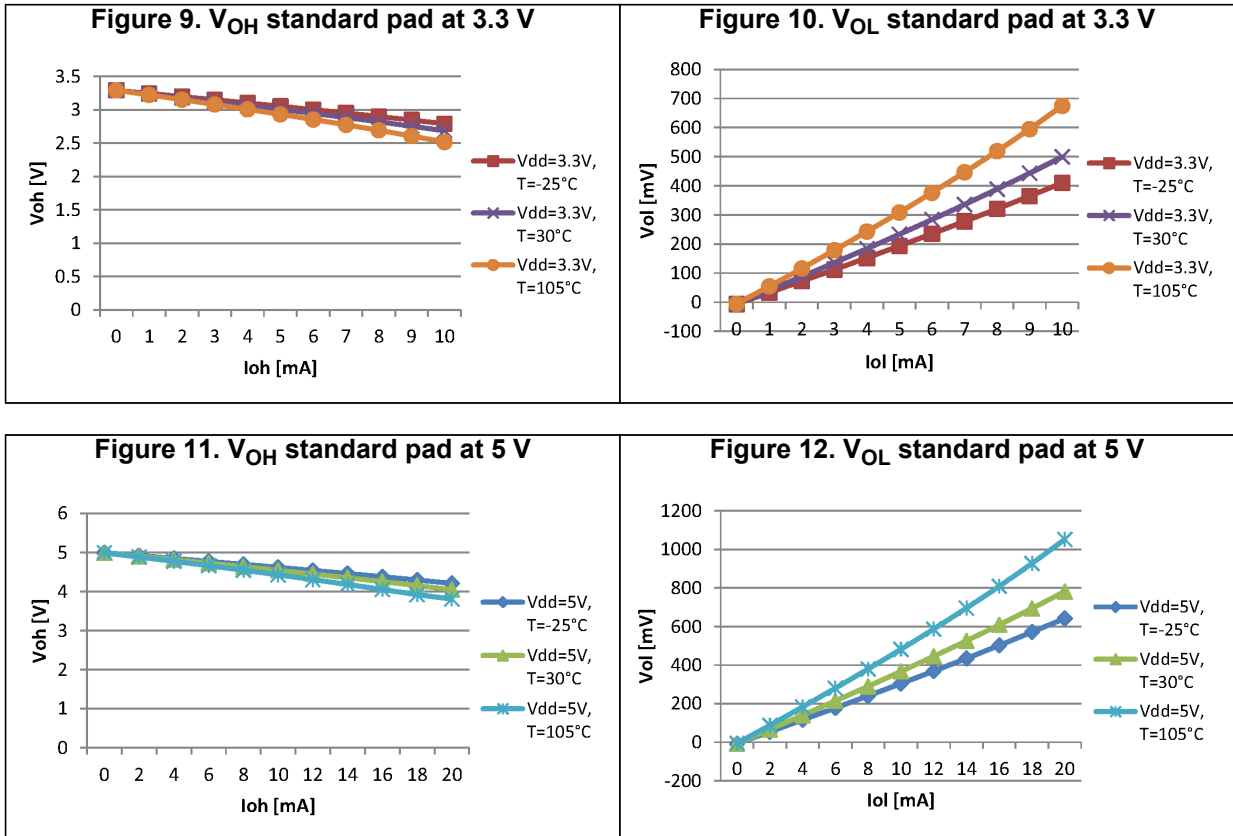 Figure 9. VOH standard pad at 3.3 V
3.5
3
2.5
2
1.5
1
0.5
0
Voh [V]
0 1 2 3 4 5 6 7 8 9 10
Ioh [mA]
Vdd=3.3V,
T=-25°C
Vdd=3.3V,
T=30°C
Vdd=3.3V,
T=105°C
Figure 10. VOL standard pad at 3.3 V
800
700
600
500
400
300
200
100
0
-100
Vol [mV]
0 1 2 3 4 5 6 7 8 9 10
Iol [mA]
Vdd=3.3V,
T=-25°C
Vdd=3.3V,
T=30°C
Vdd=3.3V,
T=105°C
Figure 11. VOH standard pad at 5 V
6
5
4
3
2
1
0
Voh [V]
0 2 4 6 8 10 12 14 16 18 20
Ioh [mA]
Vdd=5V,
T=-25°C
Vdd=5V,
T=30°C
Vdd=5V,
T=105°C
Figure 12. VOL standard pad at 5 V
1200
1000
800
600
400
200
0
-200
Vol [mV]
0 2 4 6 8 10 12 14 16 18 20
Iol [mA]
Vdd=5V,
T=-25°C
Vdd=5V,
T=30°C
Vdd=5V,
T=105°C